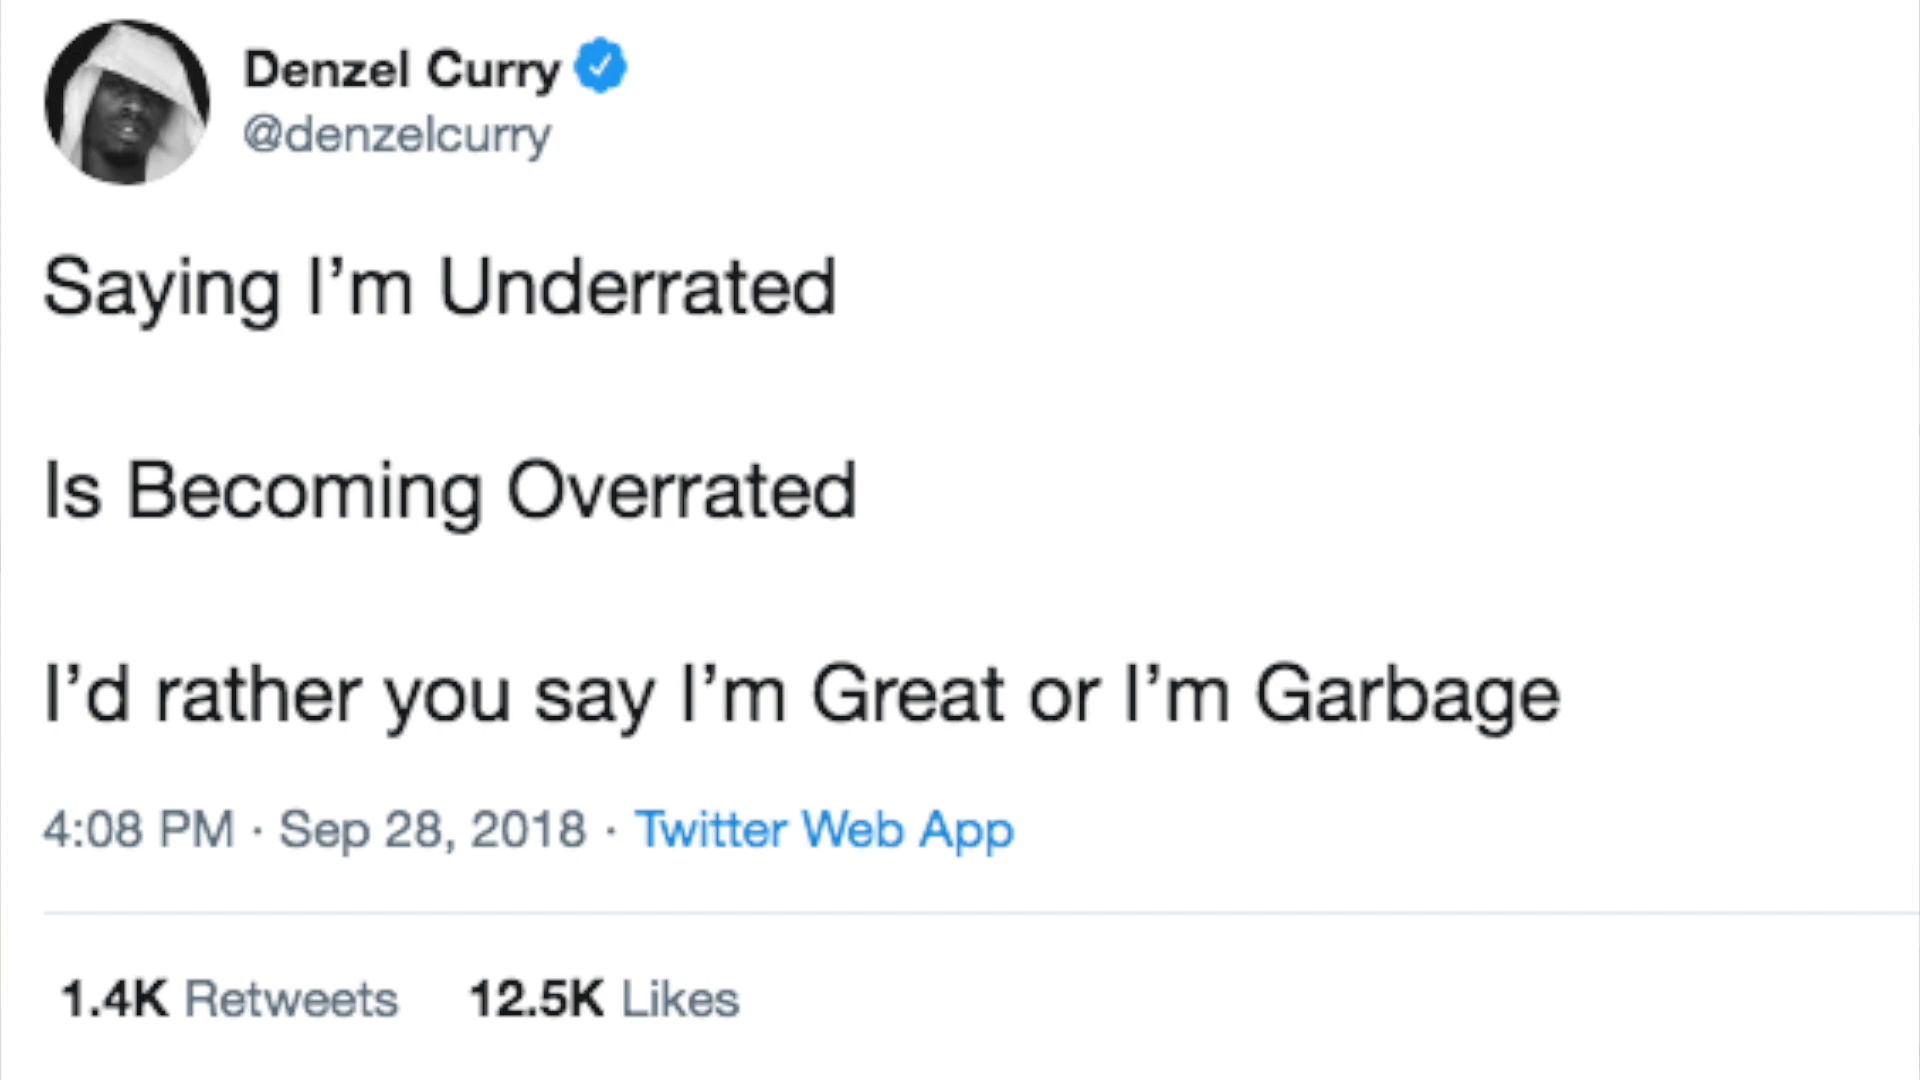 Denzel Curry
@denzelcurry
Saying I’m Underrated
Is Becoming Overrated
I’d rather you say I’m Great or I’m Garbage
4:08 PM · Sep 28, 2018 · Twitter Web App
1.4K Retweets 12.5K Likes